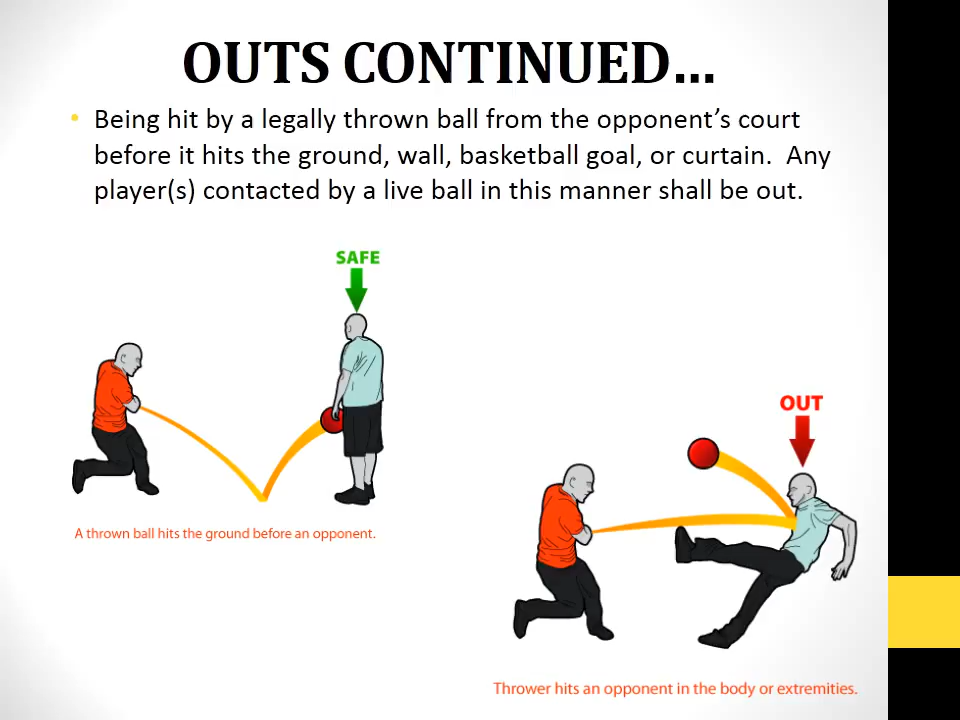 OUTS CONTINUED…
• Being hit by a legally thrown ball from the opponent’s court
before it hits the ground, wall, basketball goal, or curtain.  Any
player(s) contacted by a live ball in this manner shall be out.
SAFE
A thrown ball hits the ground before an opponent.
OUT
Thrower hits an opponent in the body or extremities.